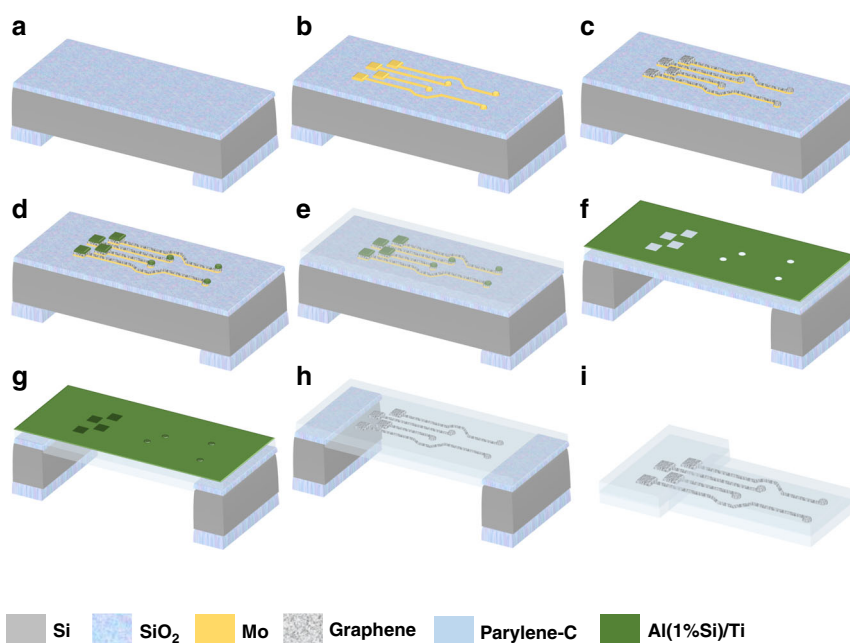 a
b
c
d
e
f
g
h
i
Si
SiO₂
Mo
Graphene
Parylene-C
Al(1%Si)/Ti